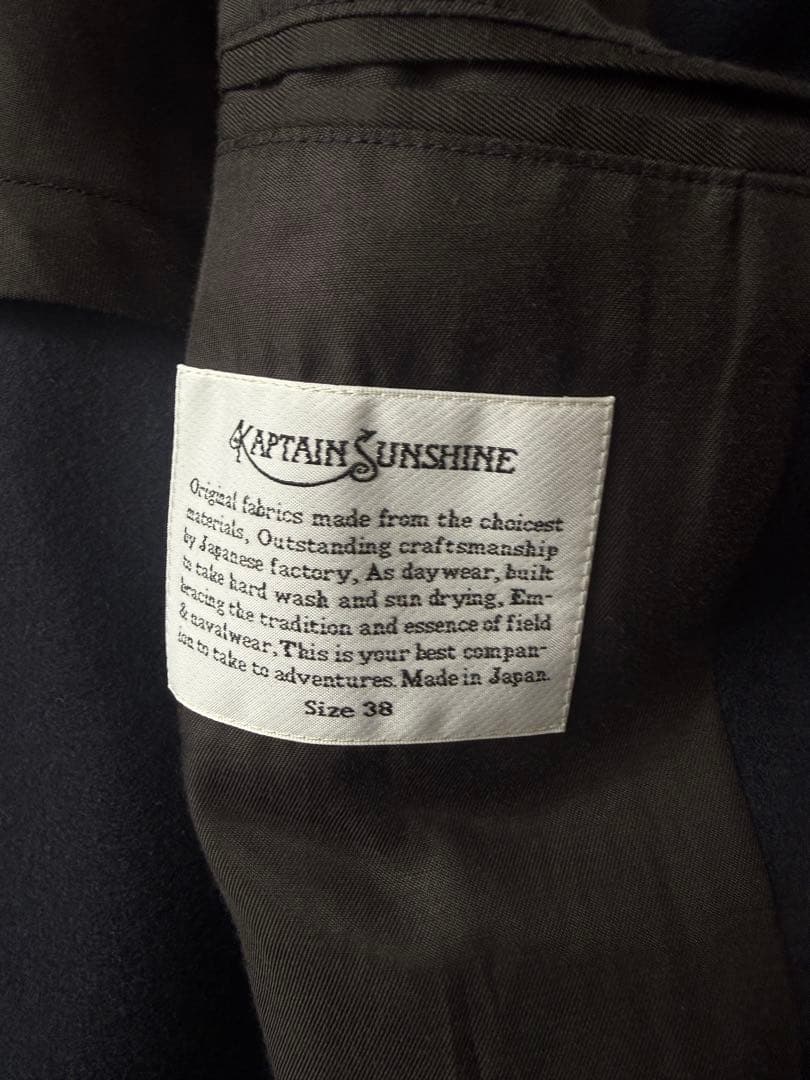 KAPTAIN SUNSHINE
Original fabrics made from the choicest
materials, Outstanding craftsmanship
by Japanese factory, As daywear, built
to take hard wash and sun drying, Em-
bracing the tradition and essence of field
& navalwear, This is your best compan-
ion to take to adventures. Made in Japan.
Size 38